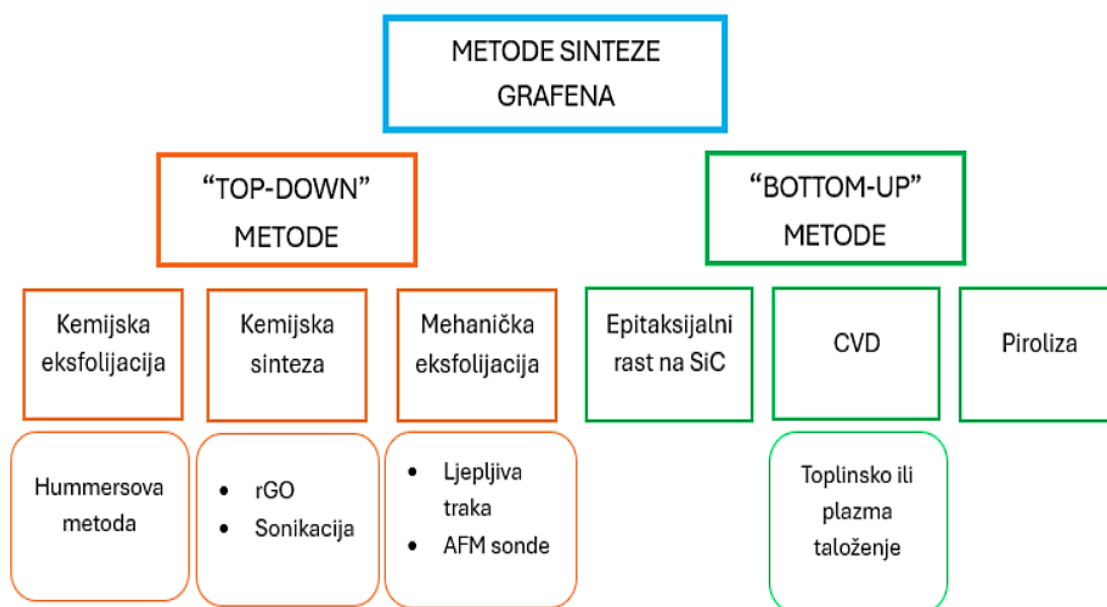 METODE SINTEZE
GRAFENA
“TOP-DOWN”
METODE
“BOTTOM-UP”
METODE
Kemijska
eksfolijacija
Kemijska
sinteza
Mehanička
eksfolijacija
Epitaksijalni
rast na SiC
CVD
Piroliza
Hummersova
metoda
• rGO
• Sonikacija
• Ljepljiva
traka
• AFM sonde
Toplinsko ili
plazma
taloženje